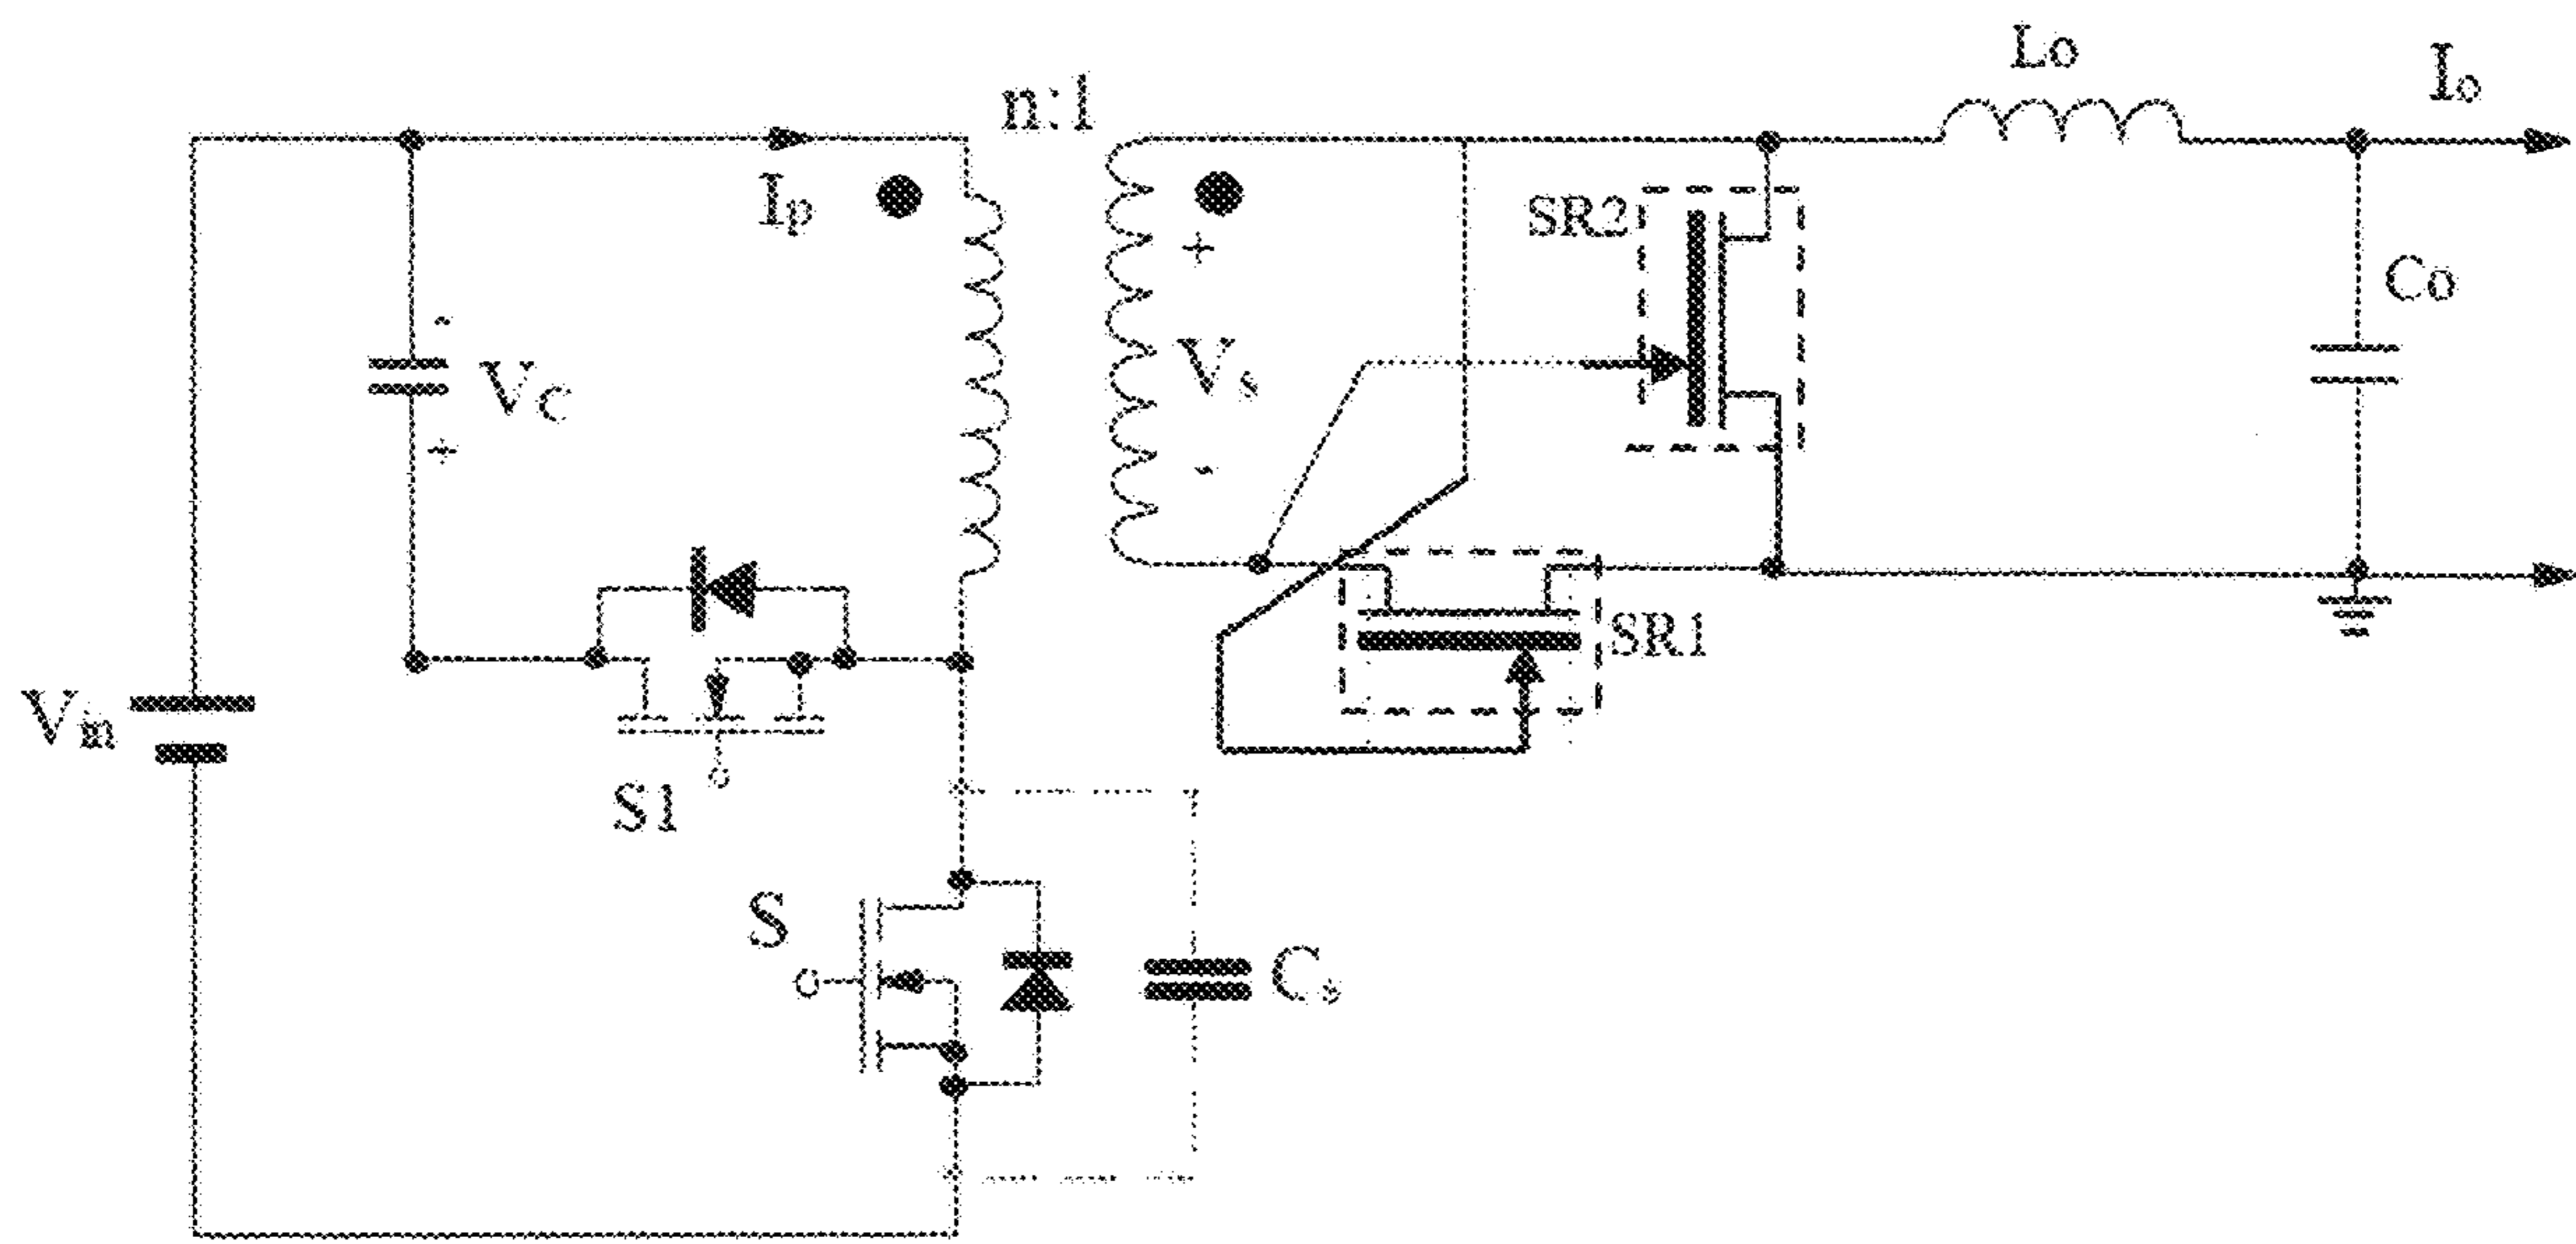 Lo
Io
n:1
Ip
SR2
+
Co
-
VC
Vs
+
-
SR1
Vin
S1
S
Cs